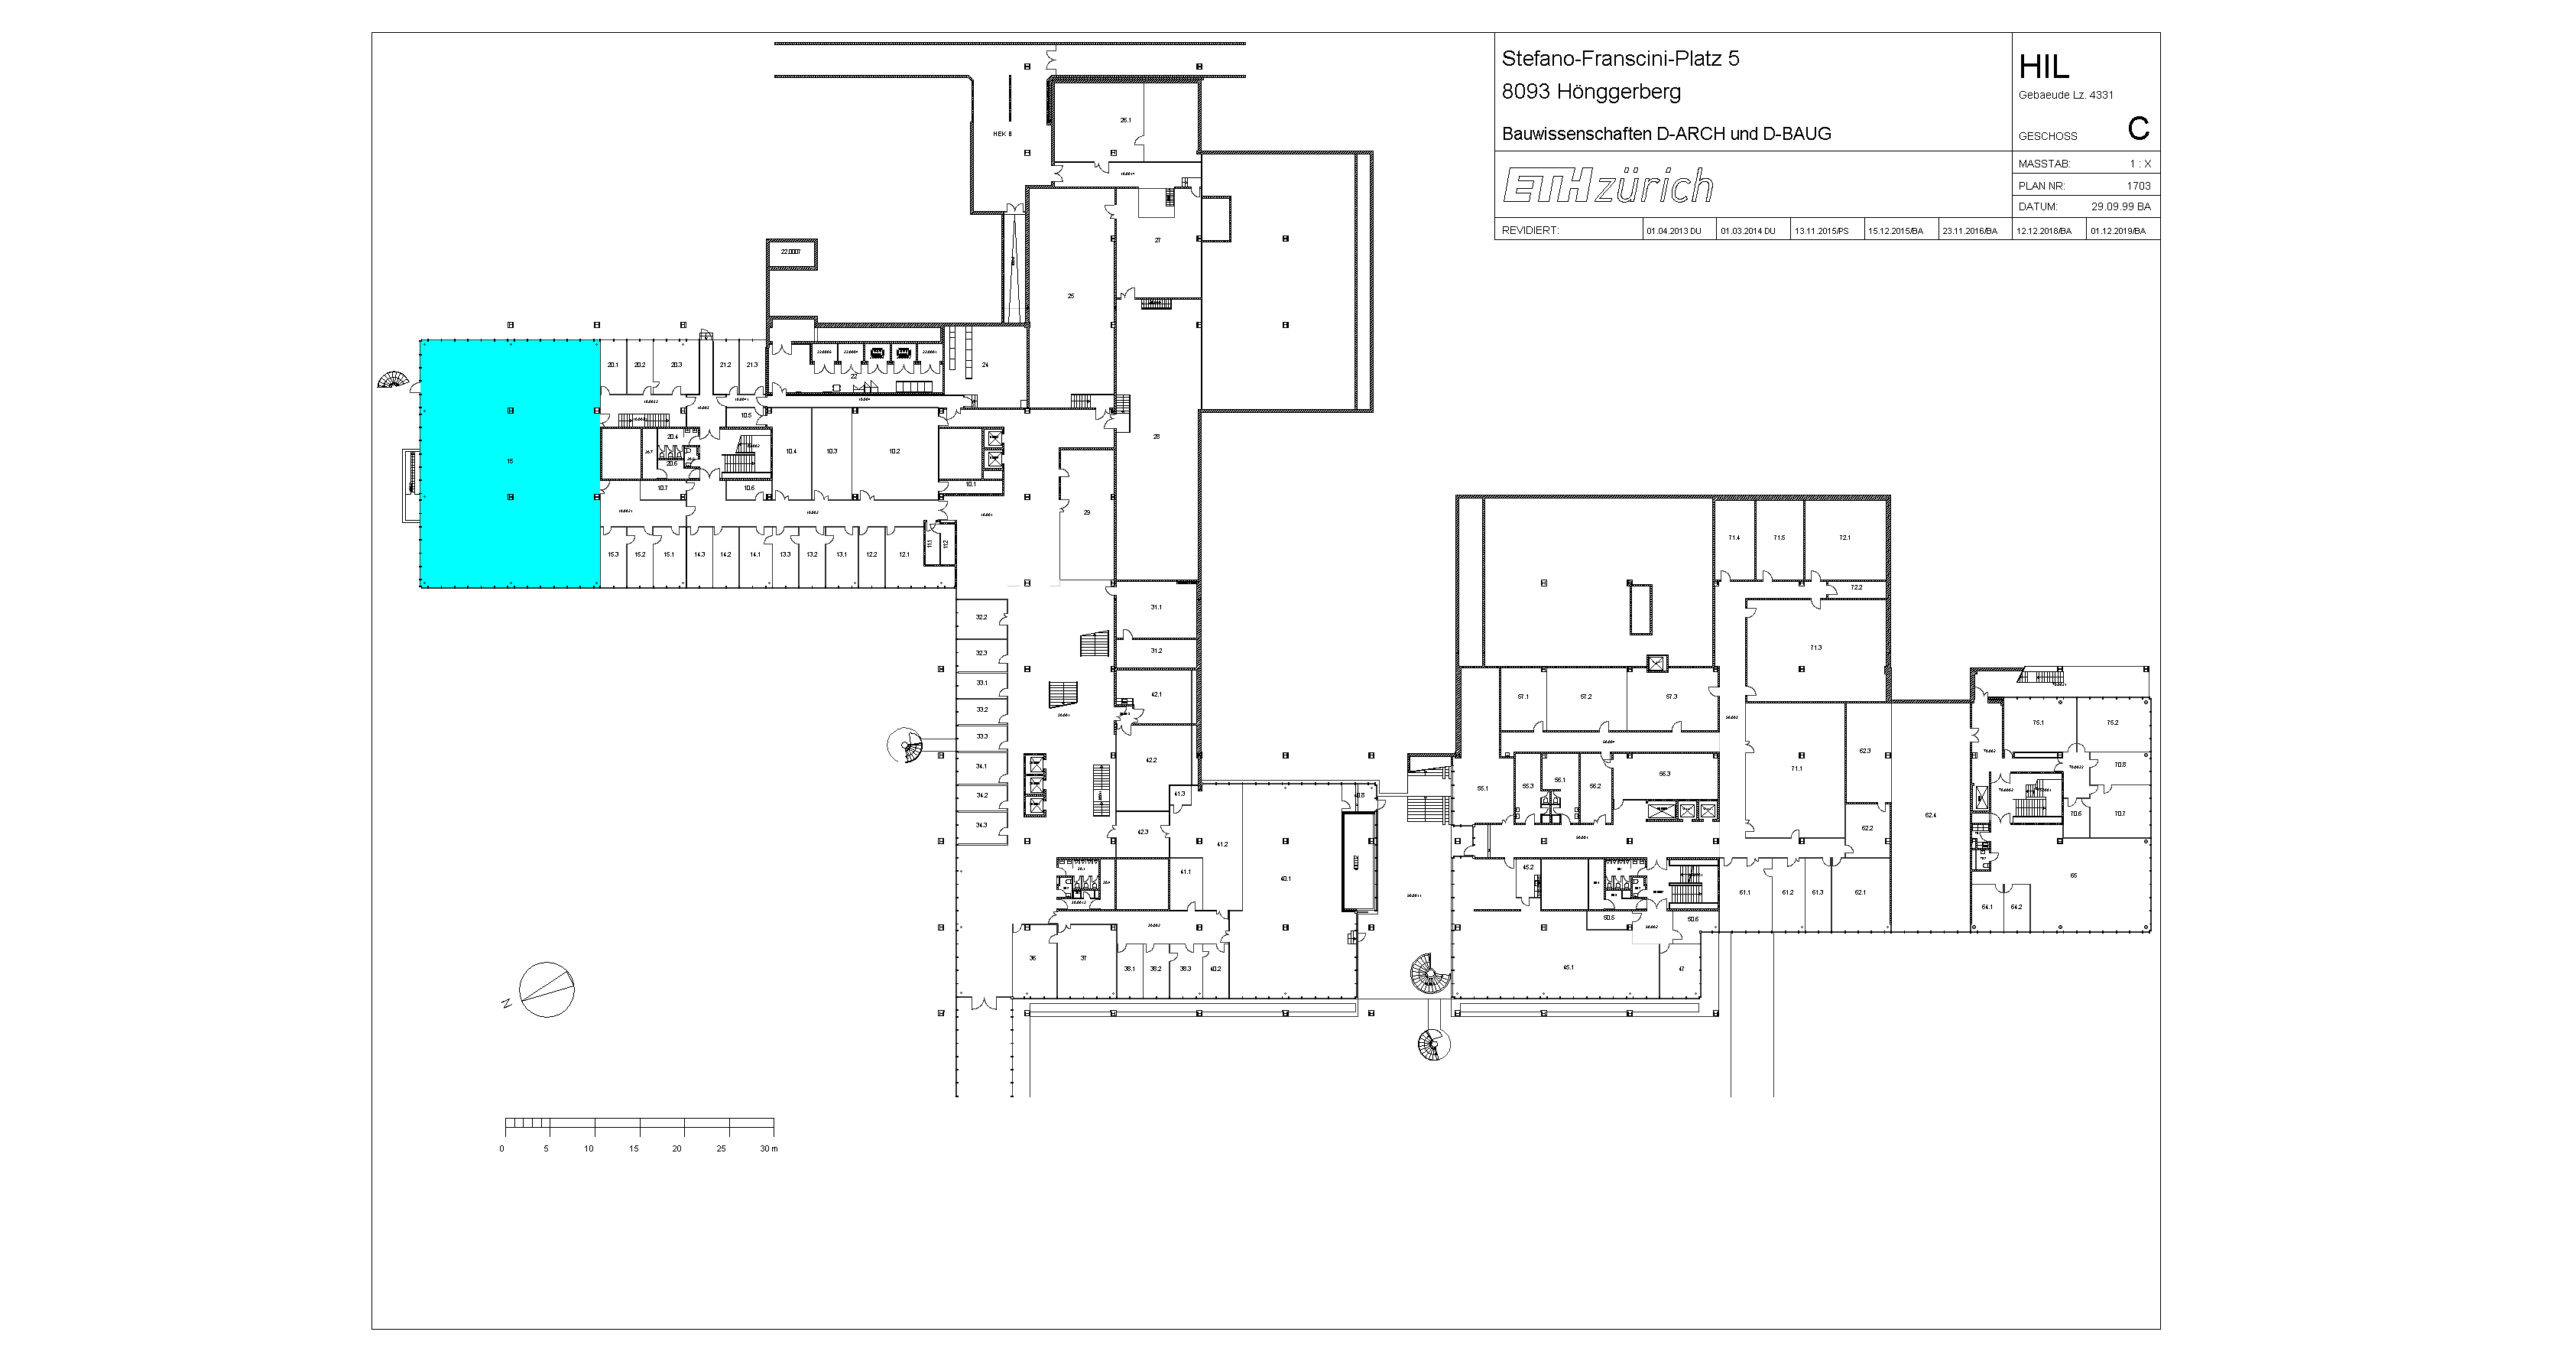 Stefano-Franscini-Platz 5
8093 Hönggerberg
Bauwissenschaften D-ARCH und D-BAUG
HIL
Gebaeude Lz. 4331
GESCHOSS C
MASSTAB: 1 : X
PLAN NR: 1703
DATUM: 29.09.99 BA
ETH zürich
REVIDIERT: 01.04.2013 DU 01.03.2014 DU 13.11.2015/PS 15.12.2015/BA 23.11.2016/BA 12.12.2018/BA 01.12.2019/BA
HEK B
26.1
27
22.0007
25
20.1 20.2 20.3 21.2 21.3
22
24
10.5
20.4
28
15
10.4 10.3 10.2
20.6
10.7 10.6 10.1
29
15.3 15.2 15.1 14.3 14.2 14.1 13.3 13.2 13.1 12.2 12.1 11.1 11.2
71.4 71.5 72.1
72.2
31.1
32.2
31.2
32.3
71.3
33.1
42.1
57.1 57.2 57.3
33.2
75.1 75.2
33.3
62.3
42.2
34.1
70.8
71.1
55.3 55.1 56.2 56.3
55.1
34.2
41.3
40.8
70.6 70.7
62.4
34.3
42.3
62.2
41.2
41.1
45.2
40.1
65
61.1 61.2 61.3 62.1
64.1 64.2
50.5 50.6
36 37
38.1 38.2 38.3 40.2
45.1
47
N
0 5 10 15 20 25 30 m